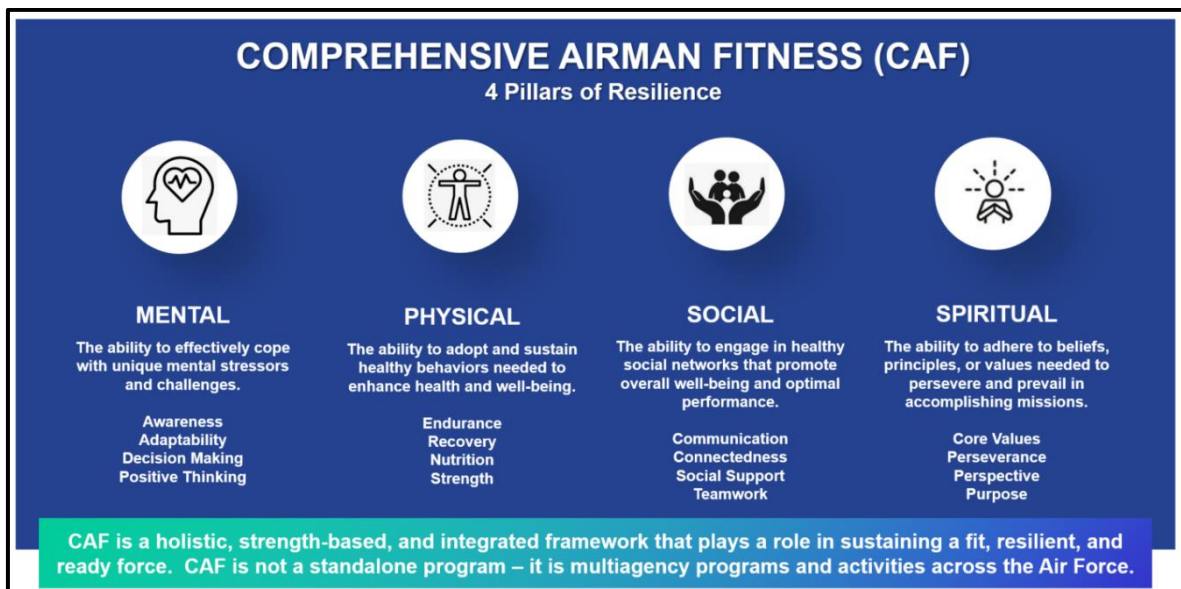 COMPREHENSIVE AIRMAN FITNESS (CAF)
4 Pillars of Resilience
MENTAL
The ability to effectively cope
with unique mental stressors
and challenges.
Awareness
Adaptability
Decision Making
Positive Thinking
PHYSICAL
The ability to adopt and sustain
healthy behaviors needed to
enhance health and well-being.
Endurance
Recovery
Nutrition
Strength
SOCIAL
The ability to engage in healthy
social networks that promote
overall well-being and optimal
performance.
Communication
Connectedness
Social Support
Teamwork
SPIRITUAL
The ability to adhere to beliefs,
principles, or values needed to
persevere and prevail in
accomplishing missions.
Core Values
Perseverance
Perspective
Purpose
CAF is a holistic, strength-based, and integrated framework that plays a role in sustaining a fit, resilient, and
ready force.  CAF is not a standalone program – it is multiagency programs and activities across the Air Force.